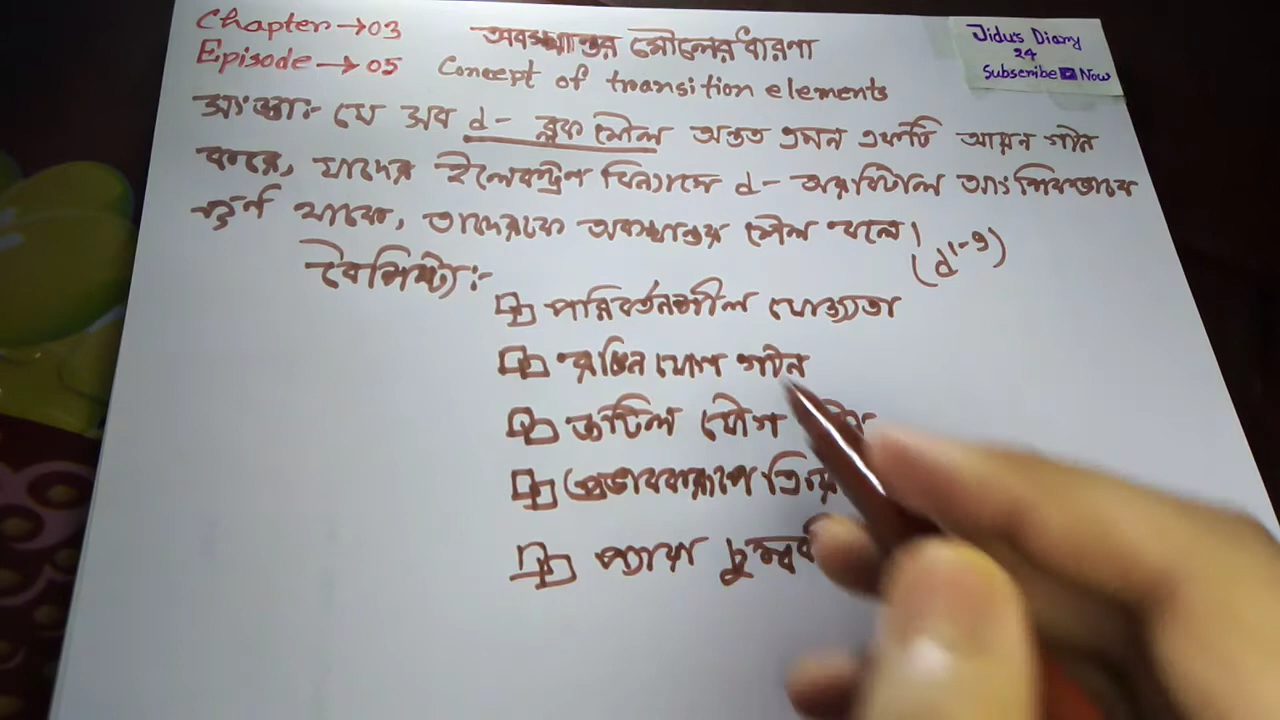 Chapter→03
অবস্থান্তর মৌলের ধারণা
Jidu's Diary
24
Subscribe Now
Episode→05
Concept of transition elements
সংজ্ঞাঃ- যে সব d- ব্লক মৌল অন্তত এমন একটি আয়ন গঠন
করে, যাদের ইলেকট্রন বিন্যাসে d- অরবিটাল আংশিকভাবে
পূর্ণ থাকে, তাদেরকে অবস্থান্তর মৌল বলে।
(d¹⁻⁹)
বৈশিষ্ট্যঃ-
পরিবর্তনশীল যোজ্যতা
রঙিন যৌগ গঠন
জটিল যৌগ
প্রভাবকরূপে
প্যারা